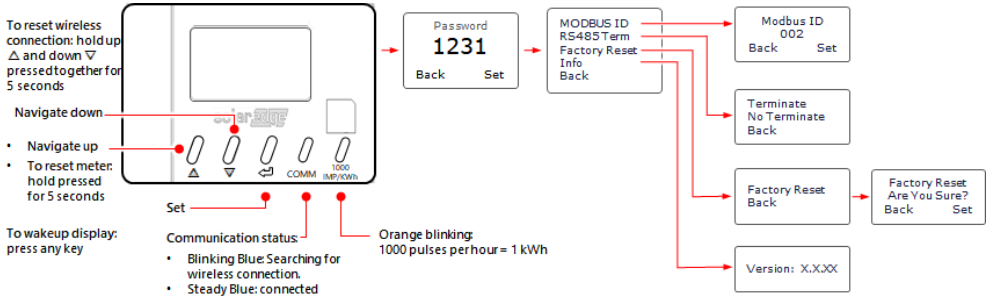 To reset wireless
connection: hold up
△ and down ▽
pressed together for
5 seconds
Navigate down
• Navigate up
• To reset meter:
hold pressed
for 5 seconds
To wakeup display:
press any key
solaredge
△ ▽ COMM 1000
IMP/KWh
Set
Communication status:
• Blinking Blue: Searching for
wireless connection.
• Steady Blue: connected
Orange blinking:
1000 pulses per hour = 1 kWh
Password
1231
Back Set
MODBUS ID
RS485 Term
Factory Reset
Info
Back
Modbus ID
002
Back Set
Terminate
No Terminate
Back
Factory Reset
Back
Factory Reset
Are You Sure?
Back Set
Version: X.X.XX